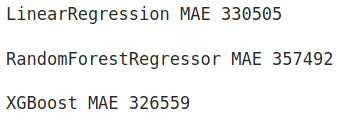 LinearRegression MAE 330505
RandomForestRegressor MAE 357492
XGBoost MAE 326559